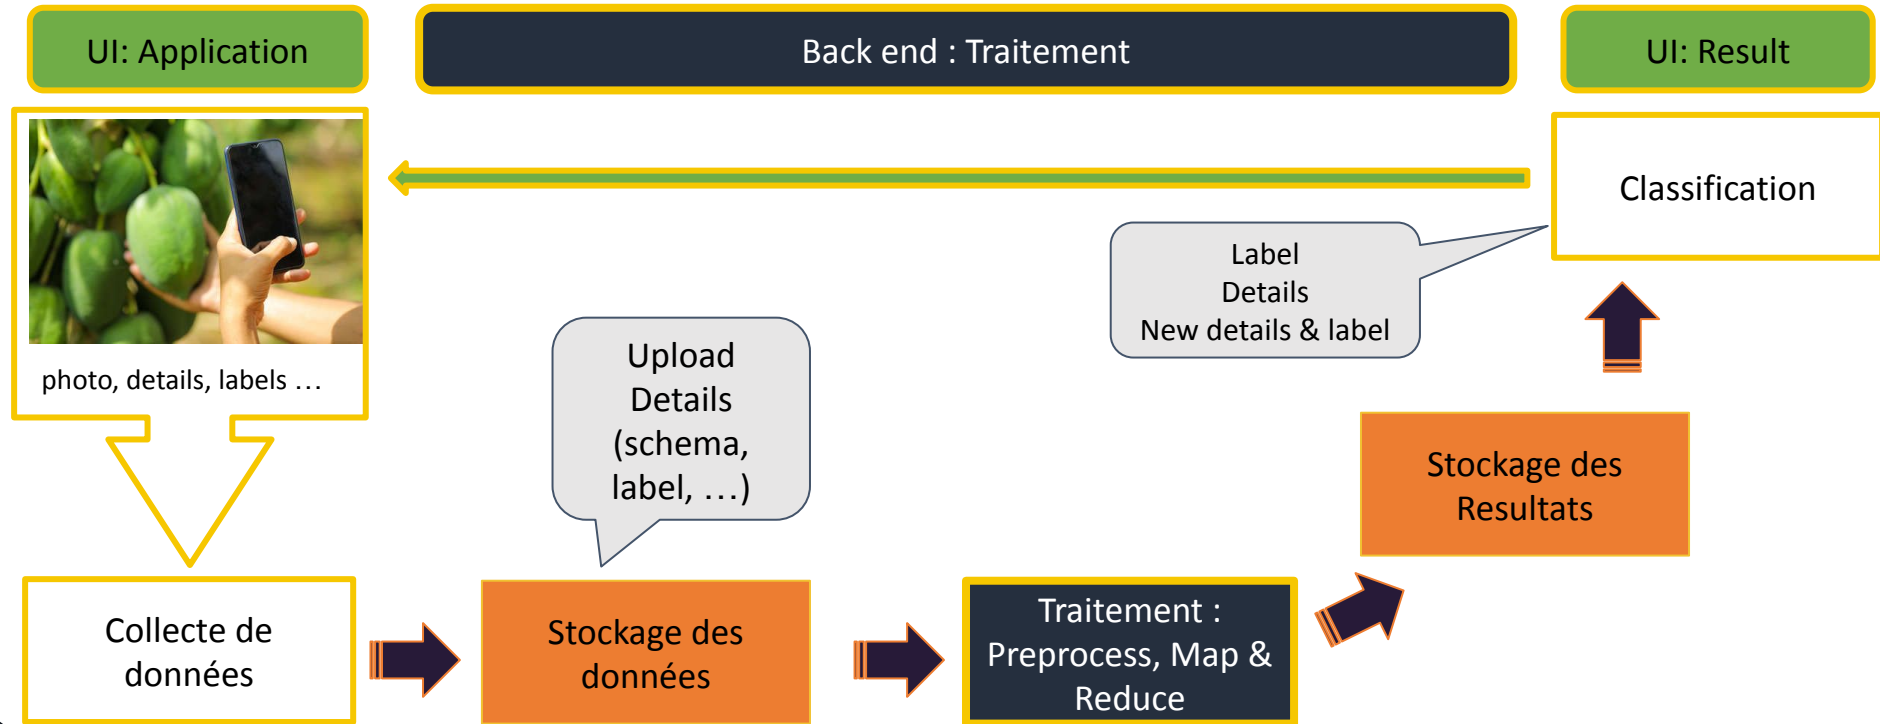 UI: Application
Back end : Traitement
UI: Result
photo, details, labels …
Collecte de
données
Upload
Details
(schema,
label, …)
Stockage des
données
Traitement :
Preprocess, Map &
Reduce
Stockage des
Resultats
Label
Details
New details & label
Classification